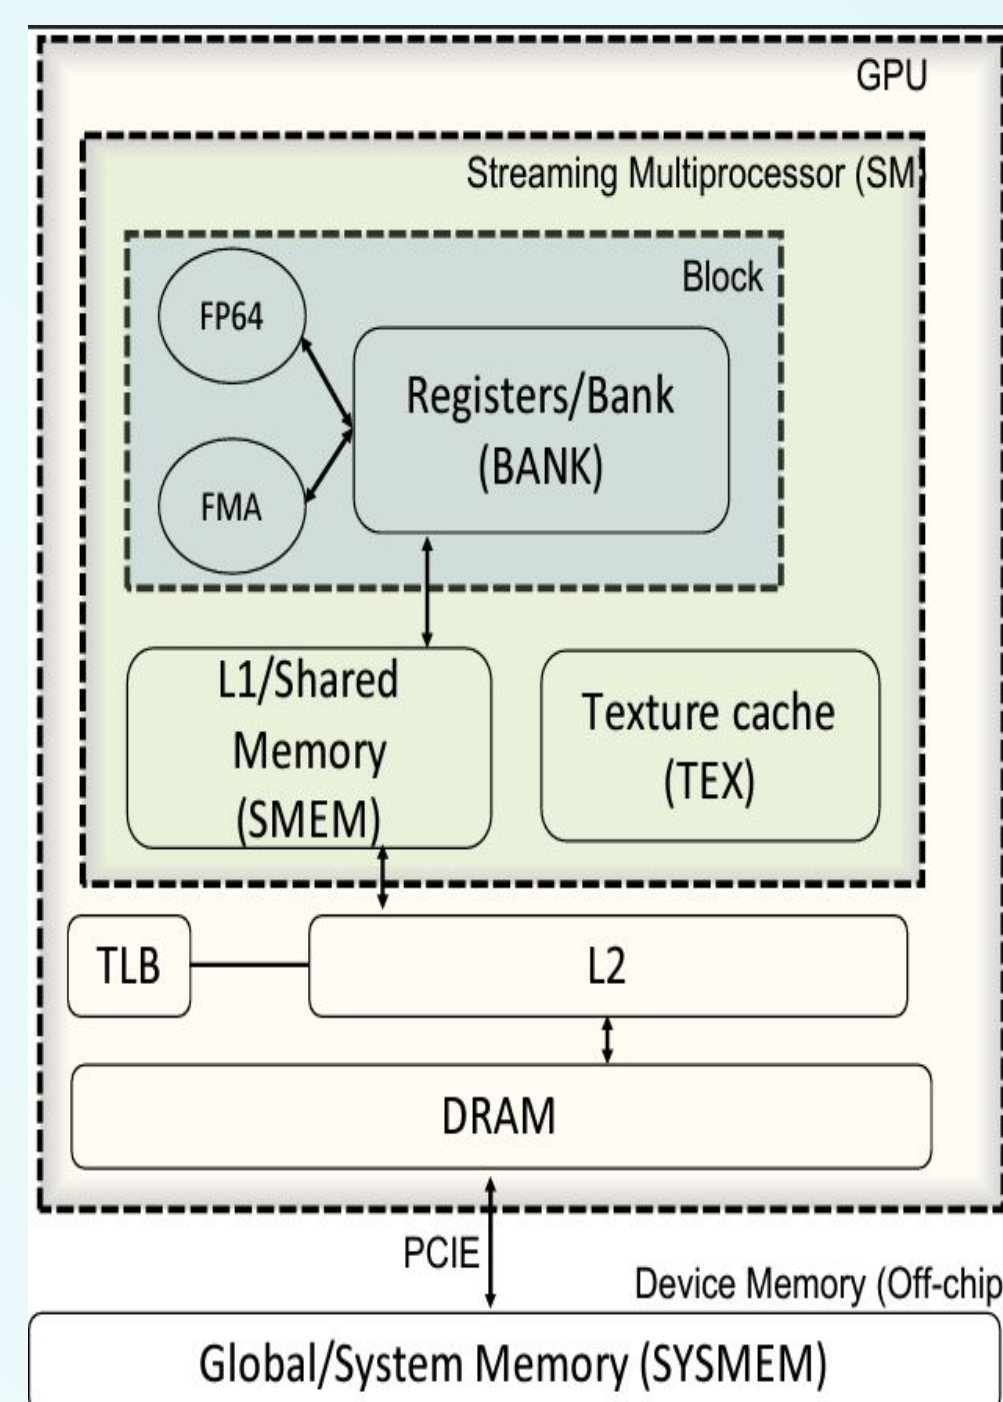 GPU
Streaming Multiprocessor (SM)
Block
FP64
Registers/Bank
(BANK)
FMA
L1/Shared
Memory
(SMEM)
Texture cache
(TEX)
TLB
L2
DRAM
PCIE
Device Memory (Off-chip
Global/System Memory (SYSMEM)